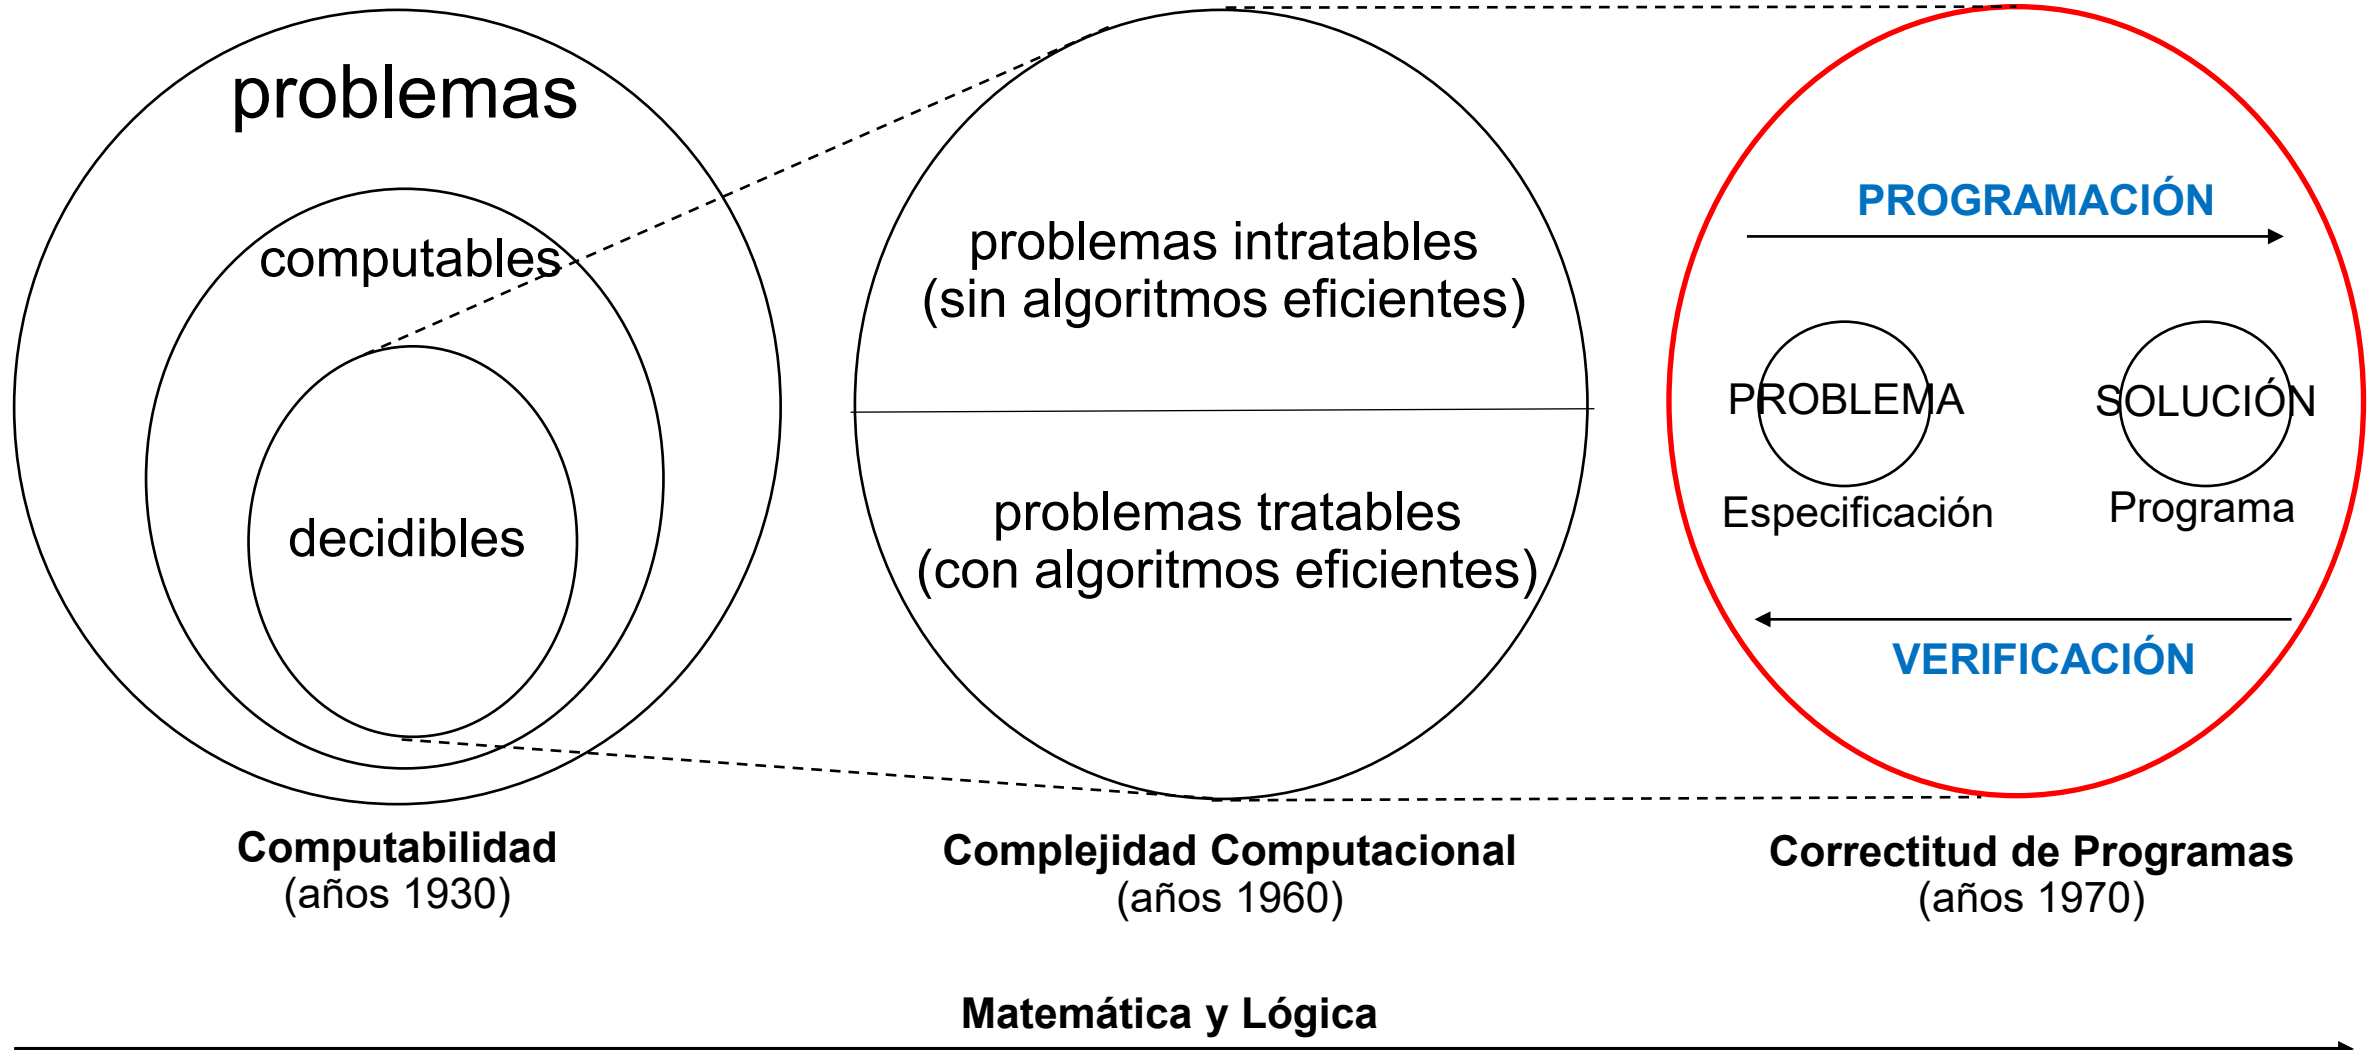 problemas
computables
decidibles
Computabilidad
(años 1930)
problemas intratables
(sin algoritmos eficientes)
problemas tratables
(con algoritmos eficientes)
Complejidad Computacional
(años 1960)
PROGRAMACIÓN
PROBLEMA
SOLUCIÓN
Especificación
Programa
VERIFICACIÓN
Correctitud de Programas
(años 1970)
Matemática y Lógica